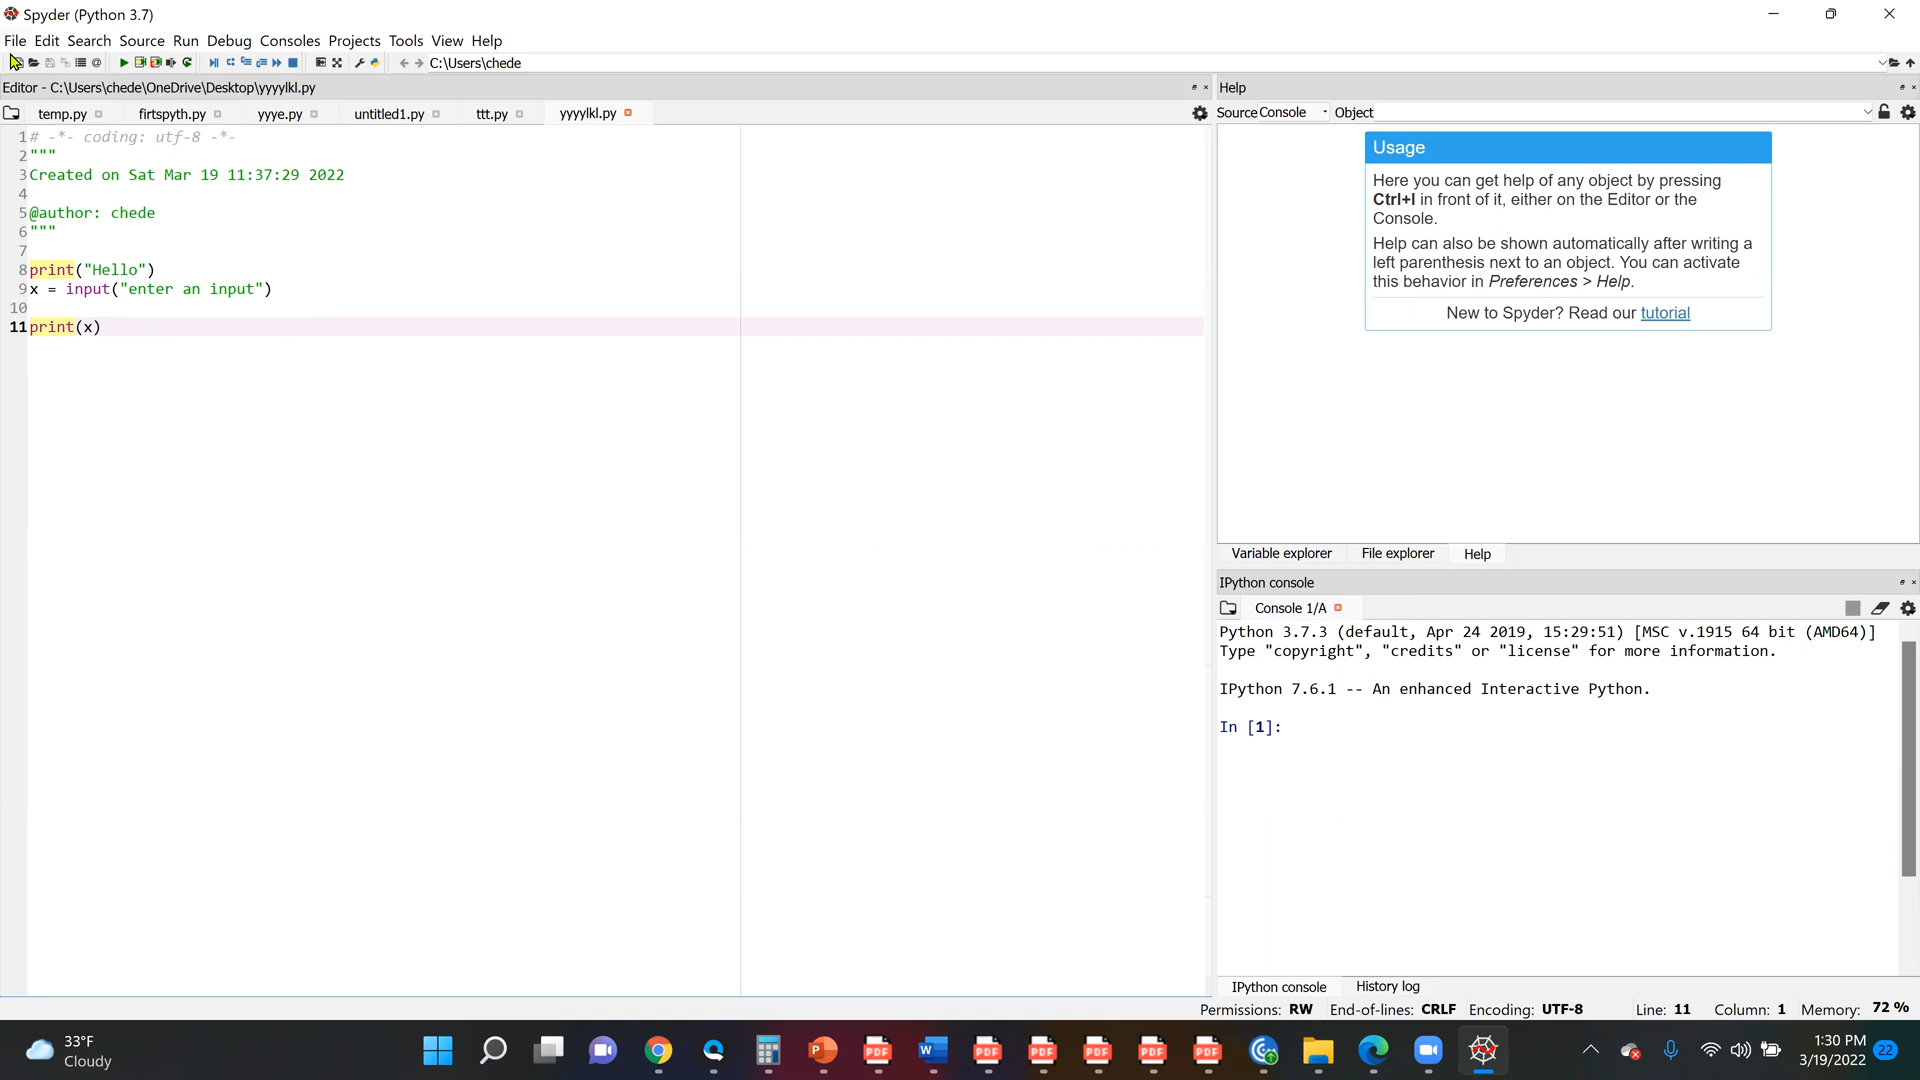 Spyder (Python 3.7)
File Edit Search Source Run Debug Consoles Projects Tools View Help
C:\Users\chede
Editor - C:\Users\chede\OneDrive\Desktop\yyyylkl.py
temp.py firtspyth.py yyye.py untitled1.py ttt.py yyyylkl.py
1 # -*- coding: utf-8 -*-
2 """
3 Created on Sat Mar 19 11:37:29 2022
4
5 @author: chede
6 """
7
8 print("Hello")
9 x = input("enter an input")
10
11 print(x)
Help
Source Console Object
Usage
Here you can get help of any object by pressing
Ctrl+I in front of it, either on the Editor or the
Console.
Help can also be shown automatically after writing a
left parenthesis next to an object. You can activate
this behavior in Preferences > Help.
New to Spyder? Read our tutorial
Variable explorer File explorer Help
IPython console
Console 1/A
Python 3.7.3 (default, Apr 24 2019, 15:29:51) [MSC v.1915 64 bit (AMD64)]
Type "copyright", "credits" or "license" for more information.
IPython 7.6.1 -- An enhanced Interactive Python.
In [1]:
IPython console History log
Permissions: RW End-of-lines: CRLF Encoding: UTF-8 Line: 11 Column: 1 Memory: 72 %
33°F
Cloudy
PDF PDF PDF PDF PDF PDF
1:30 PM
3/19/2022
22